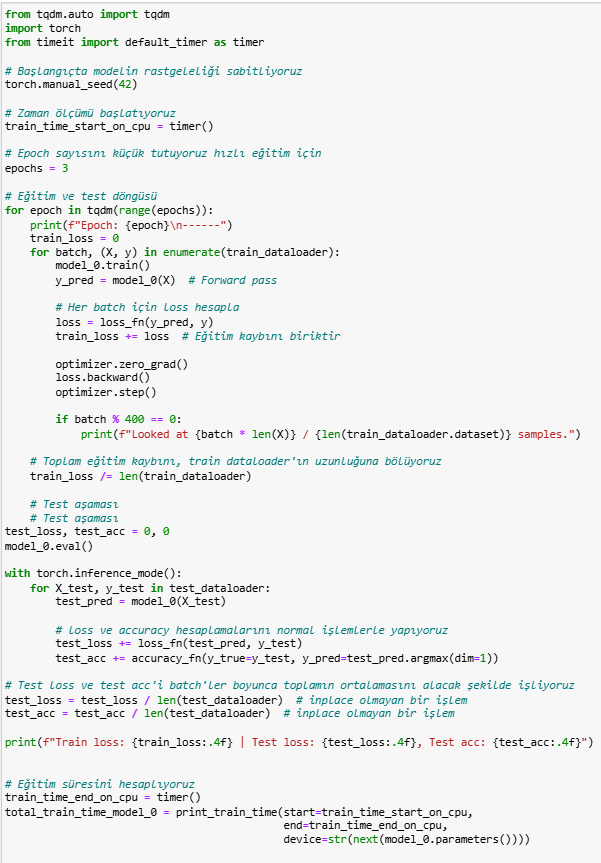 from tqdm.auto import tqdm
import torch
from timeit import default_timer as timer
# Başlangıçta modelin rastgeleliği sabitliyoruz
torch.manual_seed(42)
# Zaman ölçümü başlatıyoruz
train_time_start_on_cpu = timer()
# Epoch sayısını küçük tutuyoruz hızlı eğitim için
epochs = 3
# Eğitim ve test döngüsü
for epoch in tqdm(range(epochs)):
    print(f"Epoch: {epoch}\n------")
    train_loss = 0
    for batch, (X, y) in enumerate(train_dataloader):
        model_0.train()
        y_pred = model_0(X)  # Forward pass
        # Her batch için loss hesapla
        loss = loss_fn(y_pred, y)
        train_loss += loss  # Eğitim kaybını biriktir
        optimizer.zero_grad()
        loss.backward()
        optimizer.step()
        if batch % 400 == 0:
            print(f"Looked at {batch * len(X)} / {len(train_dataloader.dataset)} samples.")
    # Toplam eğitim kaybını, train dataloader'ın uzunluğuna bölüyoruz
    train_loss /= len(train_dataloader)
    # Test aşaması
    # Test aşaması
test_loss, test_acc = 0, 0
model_0.eval()
with torch.inference_mode():
    for X_test, y_test in test_dataloader:
        test_pred = model_0(X_test)
        # loss ve accuracy hesaplamalarını normal işlemlerle yapıyoruz
        test_loss += loss_fn(test_pred, y_test)
        test_acc += accuracy_fn(y_true=y_test, y_pred=test_pred.argmax(dim=1))
# Test loss ve test acc'i batch'ler boyunca toplamın ortalamasını alacak şekilde işliyoruz
test_loss = test_loss / len(test_dataloader)  # inplace olmayan bir işlem
test_acc = test_acc / len(test_dataloader)  # inplace olmayan bir işlem
print(f"Train loss: {train_loss:.4f} | Test loss: {test_loss:.4f}, Test acc: {test_acc:.4f}")
# Eğitim süresini hesaplıyoruz
train_time_end_on_cpu = timer()
total_train_time_model_0 = print_train_time(start=train_time_start_on_cpu,
                                            end=train_time_end_on_cpu,
                                            device=str(next(model_0.parameters())))